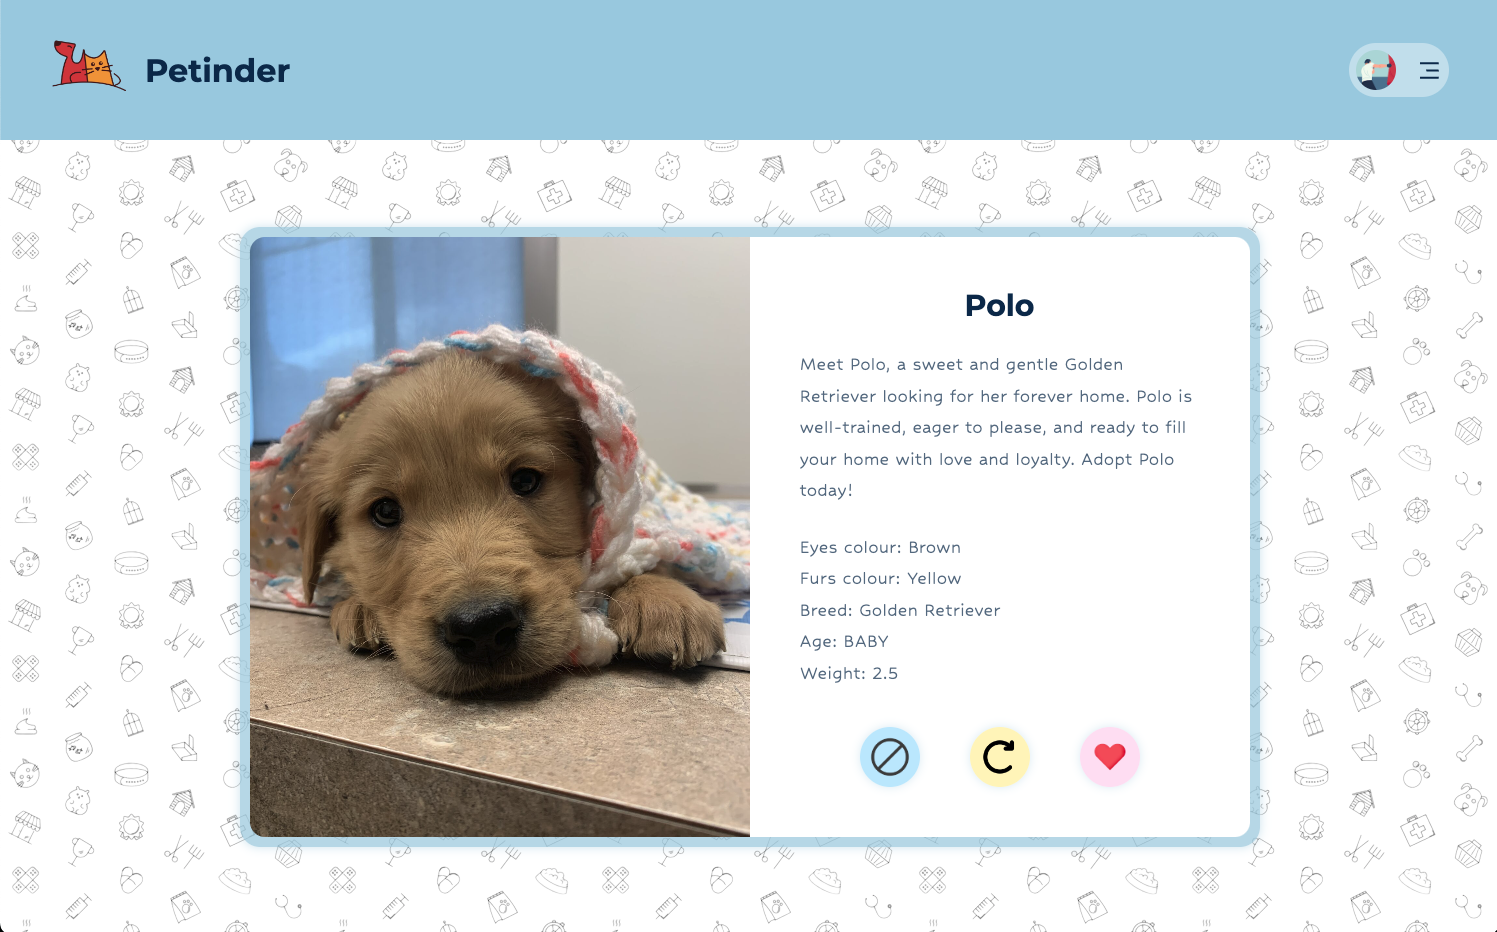 Petinder
Polo
Meet Polo, a sweet and gentle Golden
Retriever looking for her forever home. Polo is
well-trained, eager to please, and ready to fill
your home with love and loyalty. Adopt Polo
today!
Eyes colour: Brown
Furs colour: Yellow
Breed: Golden Retriever
Age: BABY
Weight: 2.5